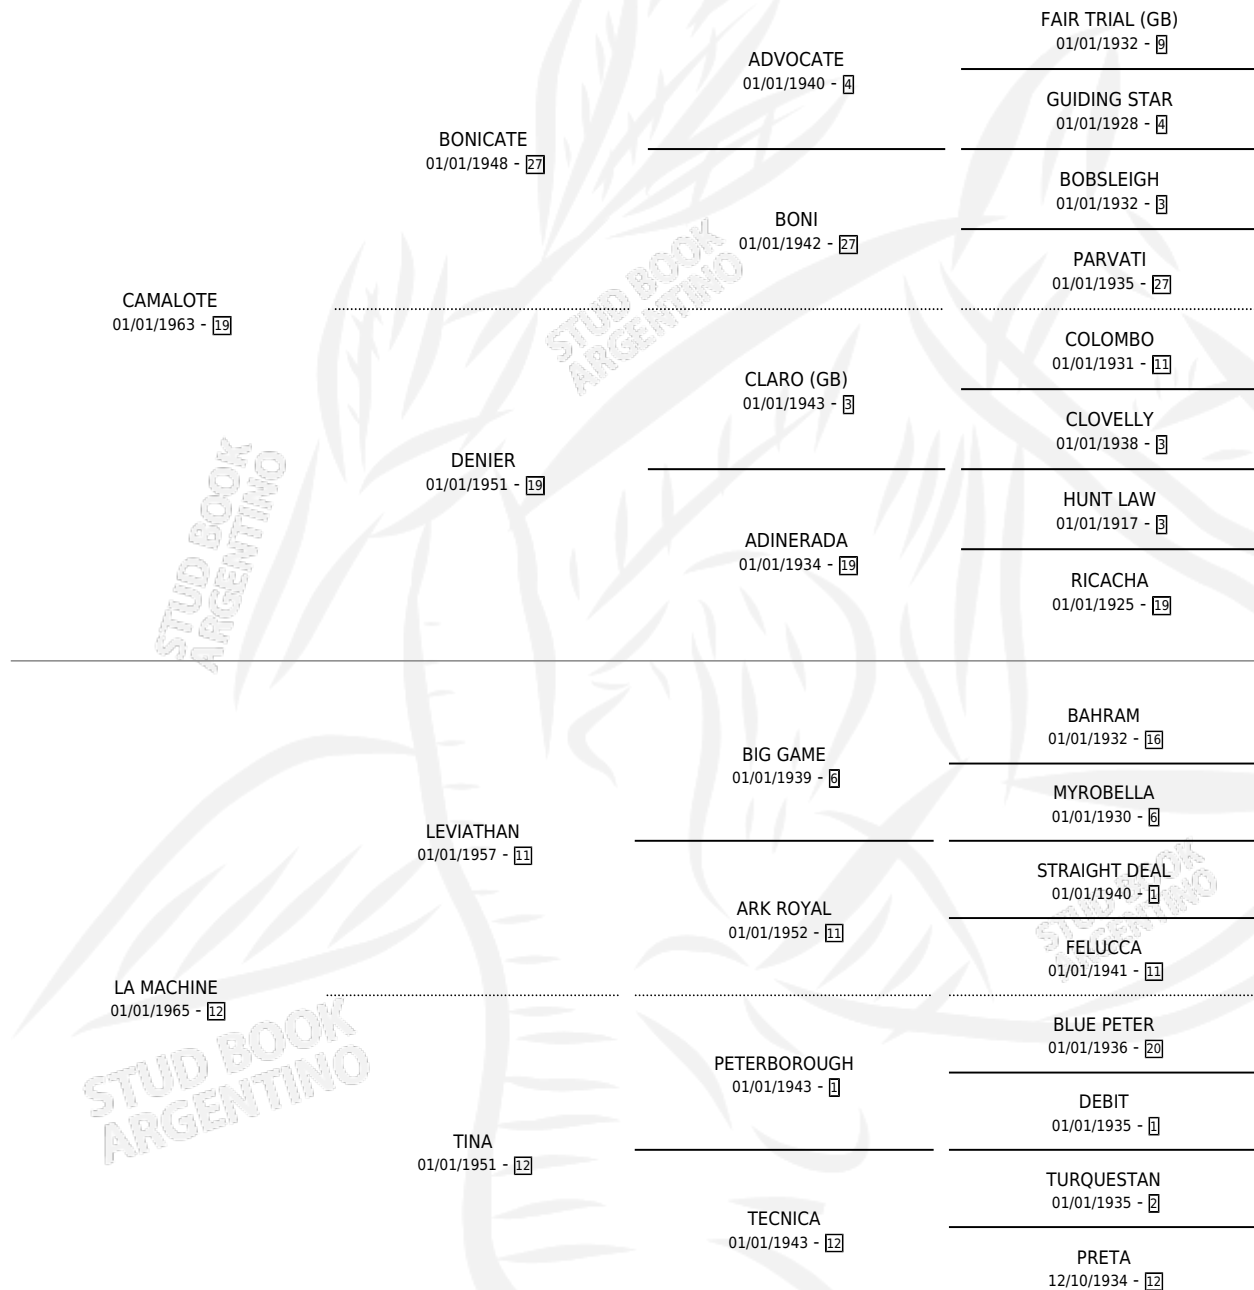 CAMALOTE
01/01/1963 - 19
BONICATE
01/01/1948 - 27
ADVOCATE
01/01/1940 - 4
FAIR TRIAL (GB)
01/01/1932 - 9
GUIDING STAR
01/01/1928 - 4
BONI
01/01/1942 - 27
BOBSLEIGH
01/01/1932 - 3
PARVATI
01/01/1935 - 27
DENIER
01/01/1951 - 19
CLARO (GB)
01/01/1943 - 3
COLOMBO
01/01/1931 - 11
CLOVELLY
01/01/1938 - 3
ADINERADA
01/01/1934 - 19
HUNT LAW
01/01/1917 - 3
RICACHA
01/01/1925 - 19
LA MACHINE
01/01/1965 - 12
LEVIATHAN
01/01/1957 - 11
BIG GAME
01/01/1939 - 6
BAHRAM
01/01/1932 - 16
MYROBELLA
01/01/1930 - 6
ARK ROYAL
01/01/1952 - 11
STRAIGHT DEAL
01/01/1940 - 1
FELUCCA
01/01/1941 - 11
TINA
01/01/1951 - 12
PETERBOROUGH
01/01/1943 - 1
BLUE PETER
01/01/1936 - 20
DEBIT
01/01/1935 - 1
TECNICA
01/01/1943 - 12
TURQUESTAN
01/01/1935 - 2
PRETA
12/10/1934 - 12
STUD BOOK
ARGENTINO
STUD BOOK
ARGENTINO
STUD BOOK
ARGENTINO
STUD BOOK
ARGENTINO